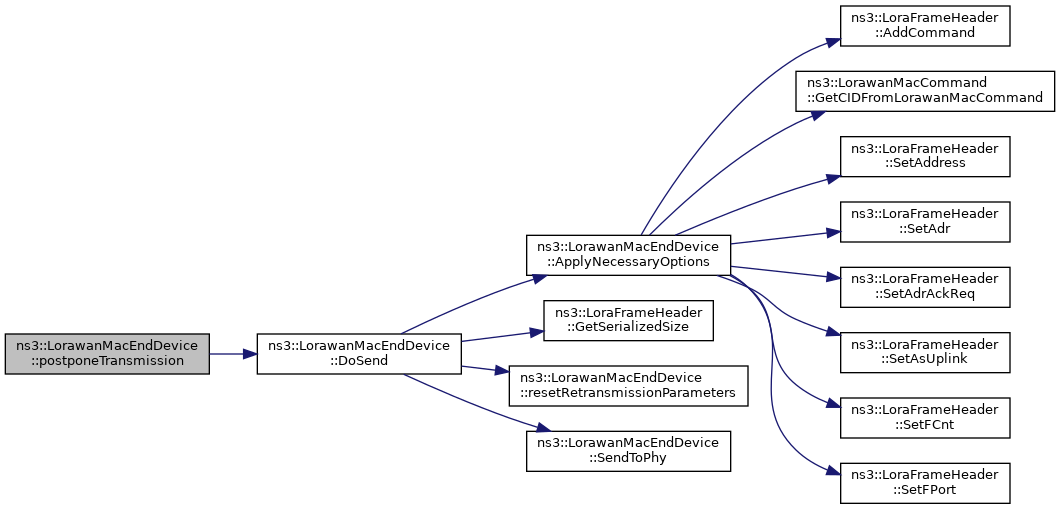 ns3::LorawanMacEndDevice
::postponeTransmission
ns3::LorawanMacEndDevice
::DoSend
ns3::LorawanMacEndDevice
::ApplyNecessaryOptions
ns3::LoraFrameHeader
::GetSerializedSize
ns3::LorawanMacEndDevice
::resetRetransmissionParameters
ns3::LorawanMacEndDevice
::SendToPhy
ns3::LoraFrameHeader
::AddCommand
ns3::LorawanMacCommand
::GetCIDFromLorawanMacCommand
ns3::LoraFrameHeader
::SetAddress
ns3::LoraFrameHeader
::SetAdr
ns3::LoraFrameHeader
::SetAdrAckReq
ns3::LoraFrameHeader
::SetAsUplink
ns3::LoraFrameHeader
::SetFCnt
ns3::LoraFrameHeader
::SetFPort